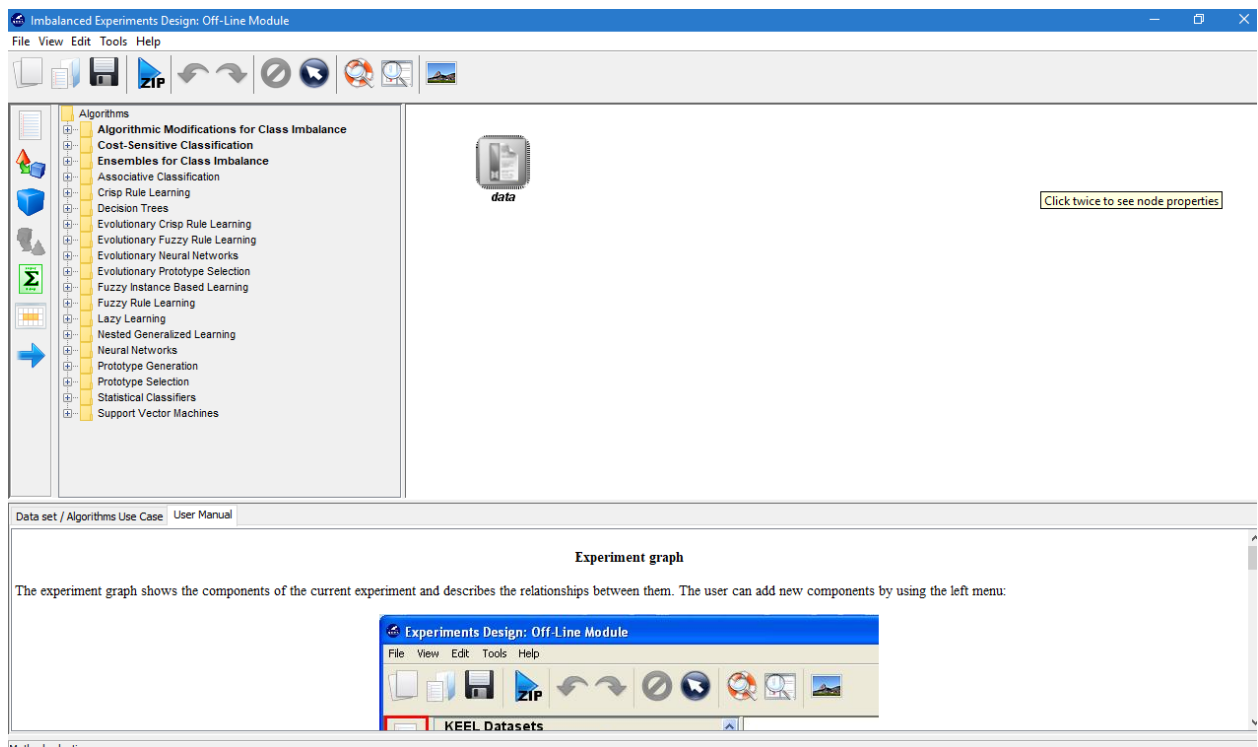 Imbalanced Experiments Design: Off-Line Module
File View Edit Tools Help
ZIP
Algorithms
Algorithmic Modifications for Class Imbalance
Cost-Sensitive Classification
Ensembles for Class Imbalance
Associative Classification
Crisp Rule Learning
Decision Trees
Evolutionary Crisp Rule Learning
Evolutionary Fuzzy Rule Learning
Evolutionary Neural Networks
Evolutionary Prototype Selection
Fuzzy Instance Based Learning
Fuzzy Rule Learning
Lazy Learning
Nested Generalized Learning
Neural Networks
Prototype Generation
Prototype Selection
Statistical Classifiers
Support Vector Machines
data
Click twice to see node properties
Data set / Algorithms Use Case User Manual
Experiment graph
The experiment graph shows the components of the current experiment and describes the relationships between them. The user can add new components by using the left menu:
Experiments Design: Off-Line Module
File View Edit Tools Help
ZIP
KEEL Datasets